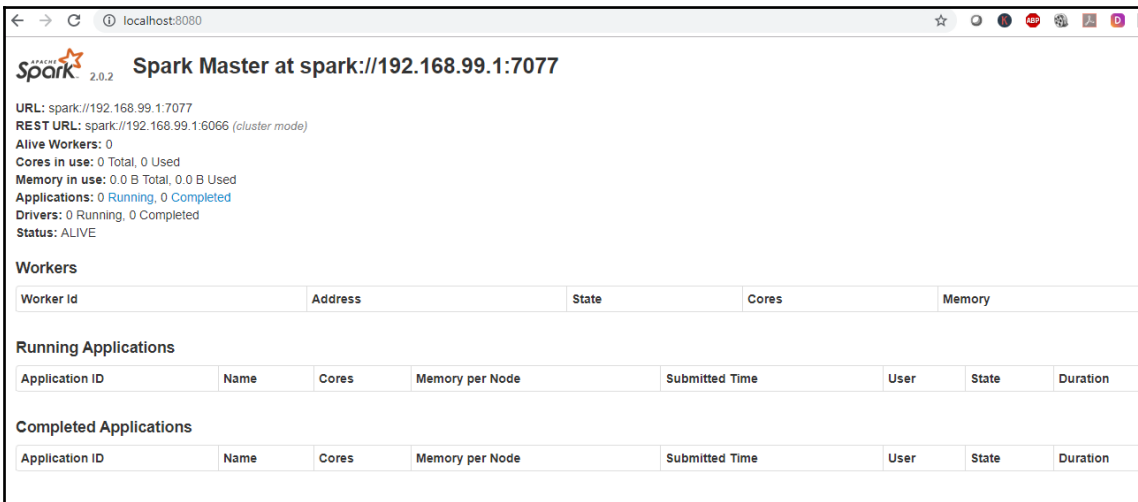 localhost:8080
APACHE
Spark 2.0.2 Spark Master at spark://192.168.99.1:7077
URL: spark://192.168.99.1:7077
REST URL: spark://192.168.99.1:6066 (cluster mode)
Alive Workers: 0
Cores in use: 0 Total, 0 Used
Memory in use: 0.0 B Total, 0.0 B Used
Applications: 0 Running, 0 Completed
Drivers: 0 Running, 0 Completed
Status: ALIVE
Workers
Worker Id Address State Cores Memory
Running Applications
Application ID Name Cores Memory per Node Submitted Time User State Duration
Completed Applications
Application ID Name Cores Memory per Node Submitted Time User State Duration